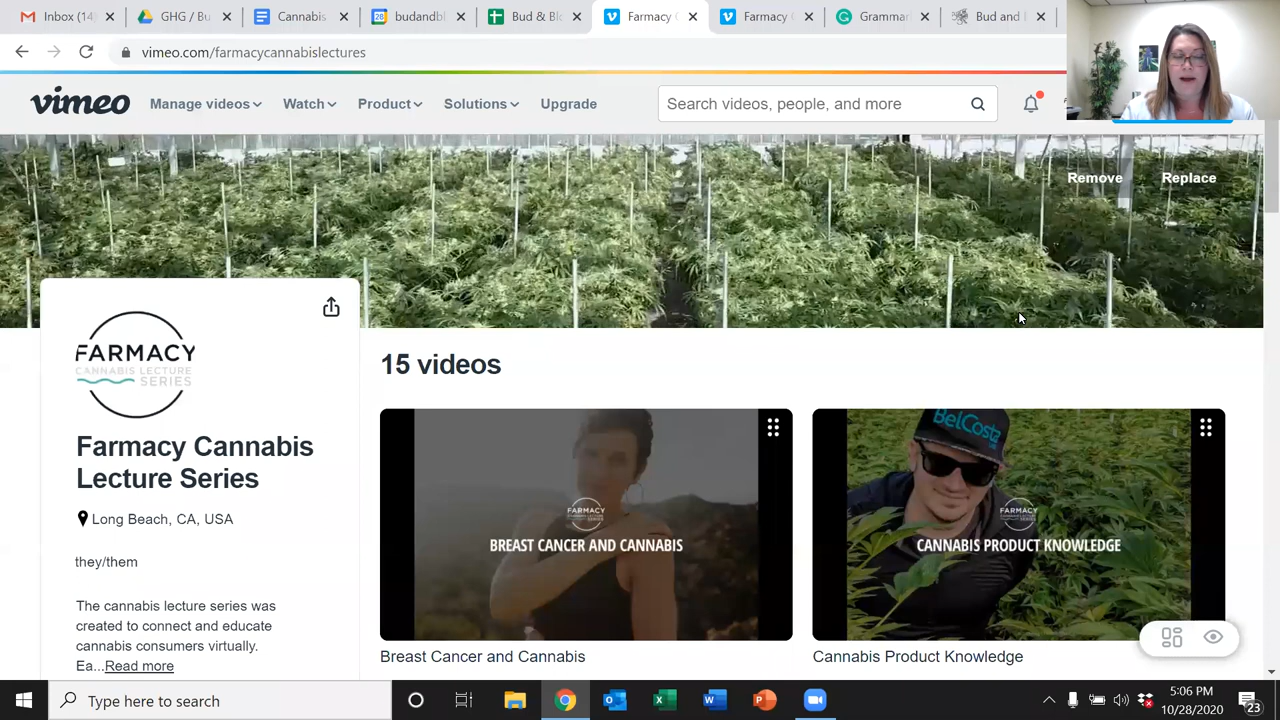 Inbox (14
GHG / Bu
Cannabis
budandbl
Bud & Blo
Farmacy C
Farmacy C
Grammar
Bud and
vimeo.com/farmacycannabislectures
vimeo
Manage videos
Watch
Product
Solutions
Upgrade
Search videos, people, and more
Remove
Replace
FARMACY
CANNABIS LECTURE
SERIES
Farmacy Cannabis
Lecture Series
Long Beach, CA, USA
they/them
The cannabis lecture series was
created to connect and educate
cannabis consumers virtually.
Ea...Read more
15 videos
FARMACY
BREAST CANCER AND CANNABIS
Breast Cancer and Cannabis
BELCOSTA
FARMACY
CANNABIS PRODUCT KNOWLEDGE
Cannabis Product Knowledge
Type here to search
5:06 PM
10/28/2020
23